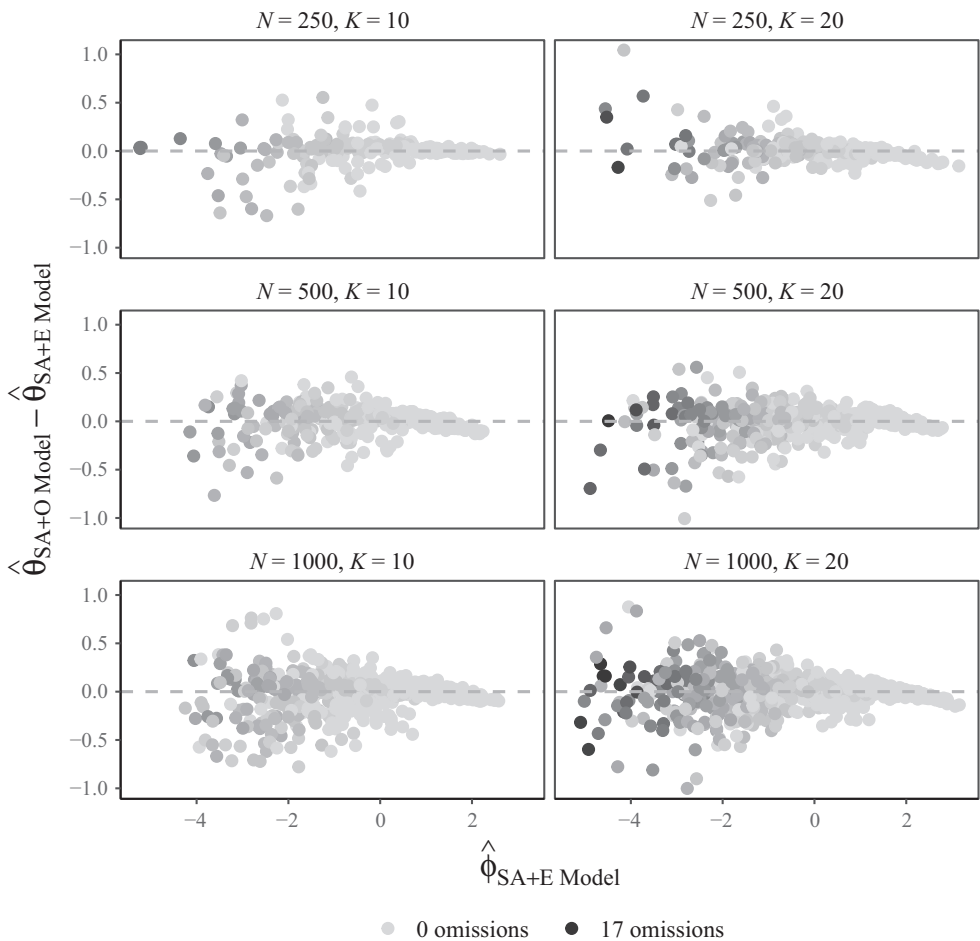 N = 250, K = 10
N = 250, K = 20
1.0
0.5
0.0
−0.5
−1.0
N = 500, K = 10
N = 500, K = 20
1.0
0.5
0.0
−0.5
−1.0
N = 1000, K = 10
N = 1000, K = 20
1.0
0.5
0.0
−0.5
−1.0
−4 −2 0 2
−4 −2 0 2
θ̂SA+O Model − θ̂SA+E Model
ϕ̂SA+E Model
0 omissions 17 omissions